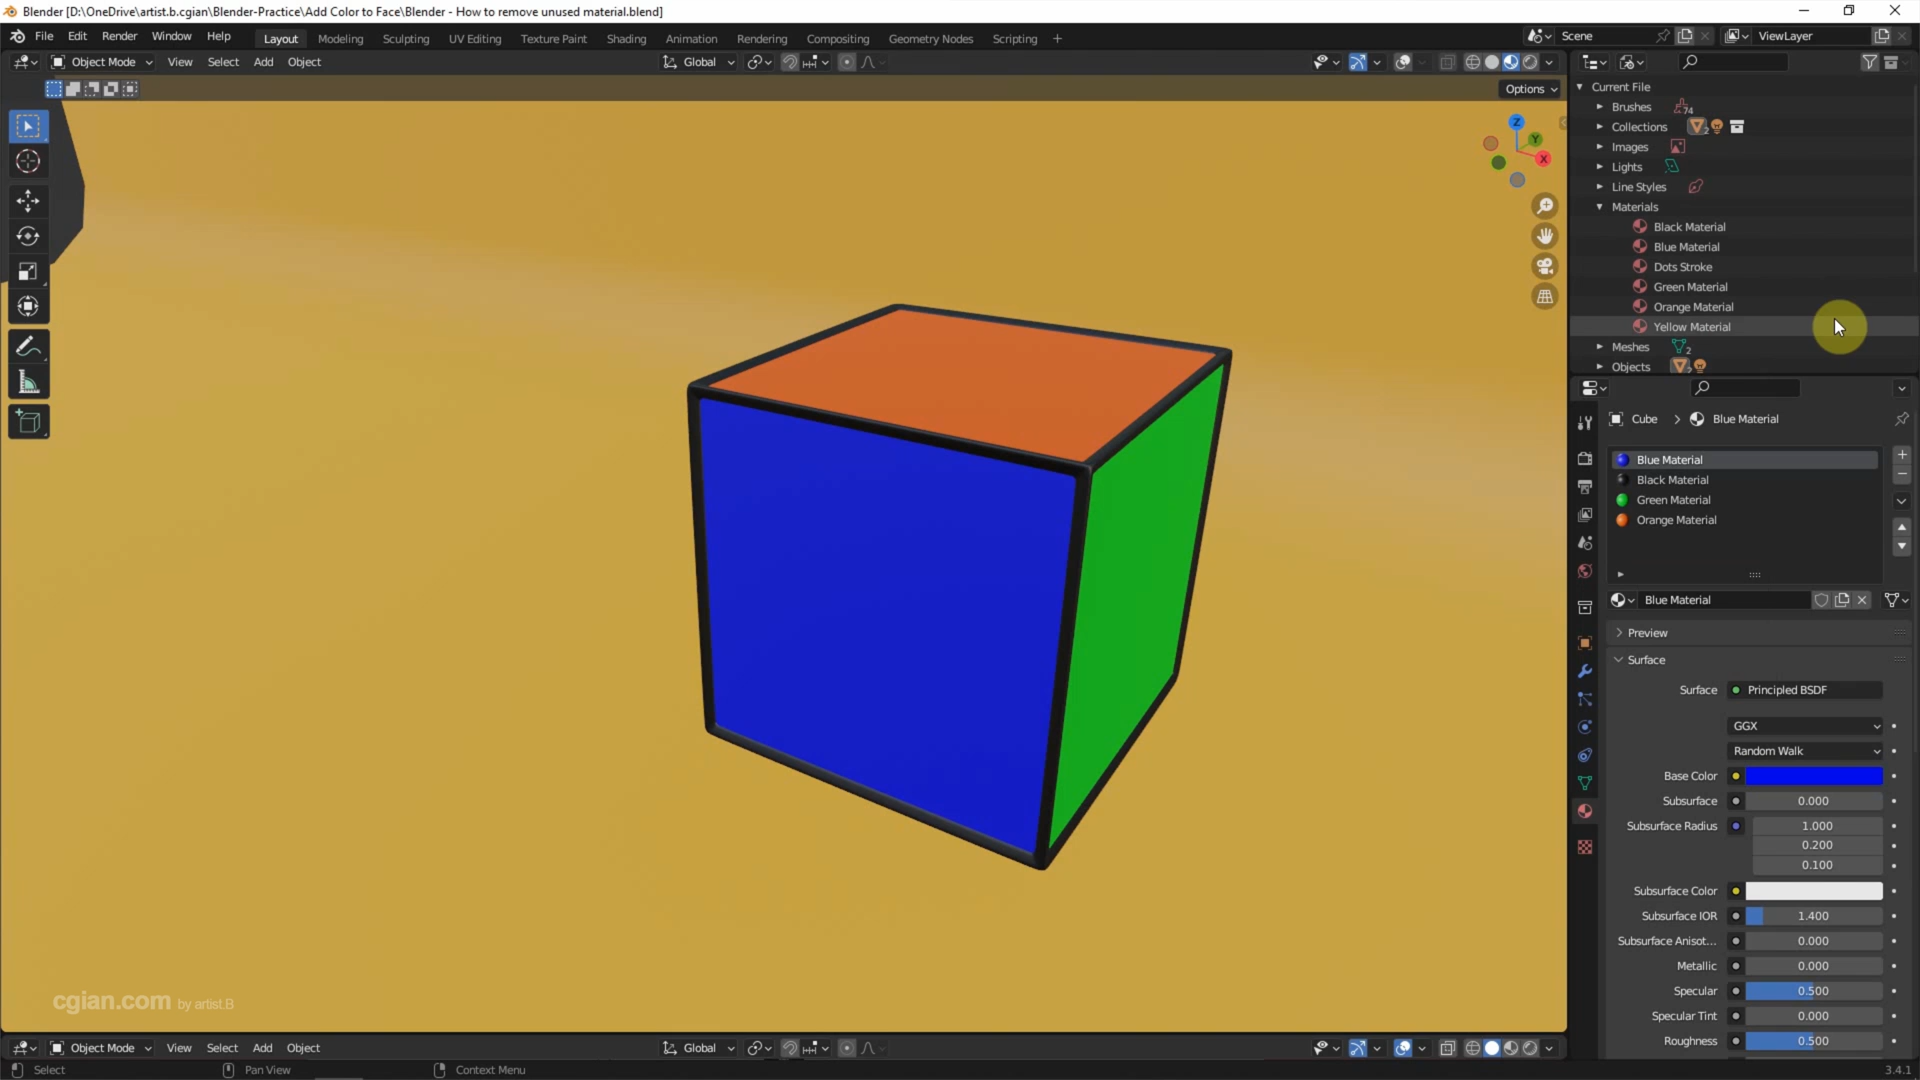 Blender [D:\OneDrive\artist.b.cgian\Blender-Practice\Add Color to Face\Blender - How to remove unused material.blend]
File Edit Render Window Help Layout Modeling Sculpting UV Editing Texture Paint Shading Animation Rendering Compositing Geometry Nodes Scripting + Scene ViewLayer
Object Mode View Select Add Object Global
Options
Z
Y
X
Current File
Brushes 74
Collections 2
Images
Lights
Line Styles
Materials
Black Material
Blue Material
Dots Stroke
Green Material
Orange Material
Yellow Material
Meshes 2
Objects 2
Cube > Blue Material
Blue Material
Black Material
Green Material
Orange Material
Blue Material
Preview
Surface
Surface Principled BSDF
GGX
Random Walk
Base Color
Subsurface 0.000
Subsurface Radius 1.000
0.200
0.100
Subsurface Color
Subsurface IOR 1.400
Subsurface Anisot... 0.000
Metallic 0.000
Specular 0.500
Specular Tint 0.000
Roughness 0.500
cgian.com by artist.B
Object Mode View Select Add Object Global
Select Pan View Context Menu 3.4.1